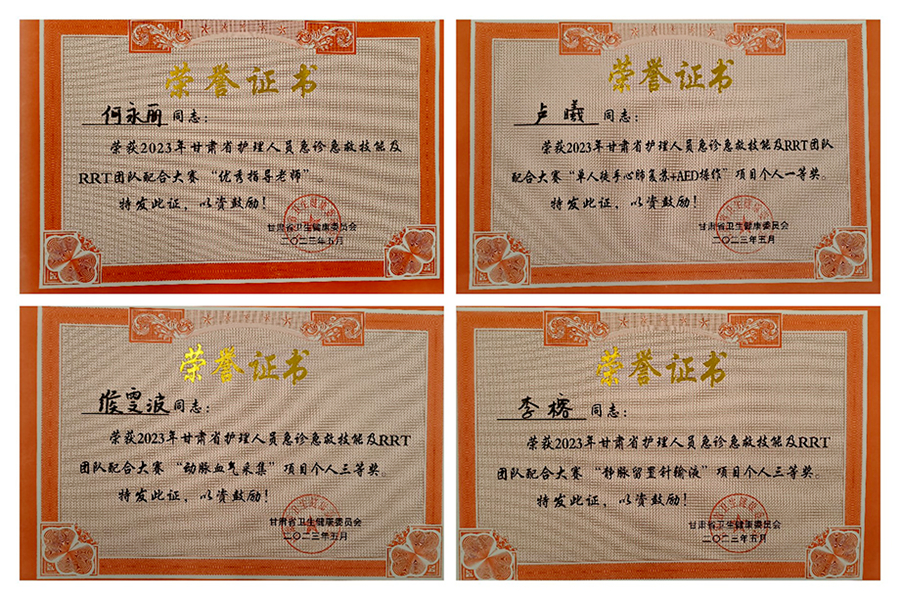 荣誉证书
何永丽 同志：
荣获2023年甘肃省护理人员急诊急救技能及
RRT团队配合大赛“优秀指导老师”。
特发此证，以资鼓励！
甘肃省卫生健康委员会
二〇二三年五月
荣誉证书
卢曦 同志：
荣获2023年甘肃省护理人员急诊急救技能及RRT团队
配合大赛“单人徒手心肺复苏+AED操作”项目个人一等奖。
特发此证，以资鼓励！
甘肃省卫生健康委员会
二〇二三年五月
荣誉证书
侯雯波 同志：
荣获2023年甘肃省护理人员急诊急救技能及RRT
团队配合大赛“动脉血气采集”项目个人三等奖。
特发此证，以资鼓励！
甘肃省卫生健康委员会
二〇二三年五月
荣誉证书
李榕 同志：
荣获2023年甘肃省护理人员急诊急救技能及RRT
团队配合大赛“静脉留置针输液”项目个人三等奖。
特发此证，以资鼓励！
甘肃省卫生健康委员会
二〇二三年五月